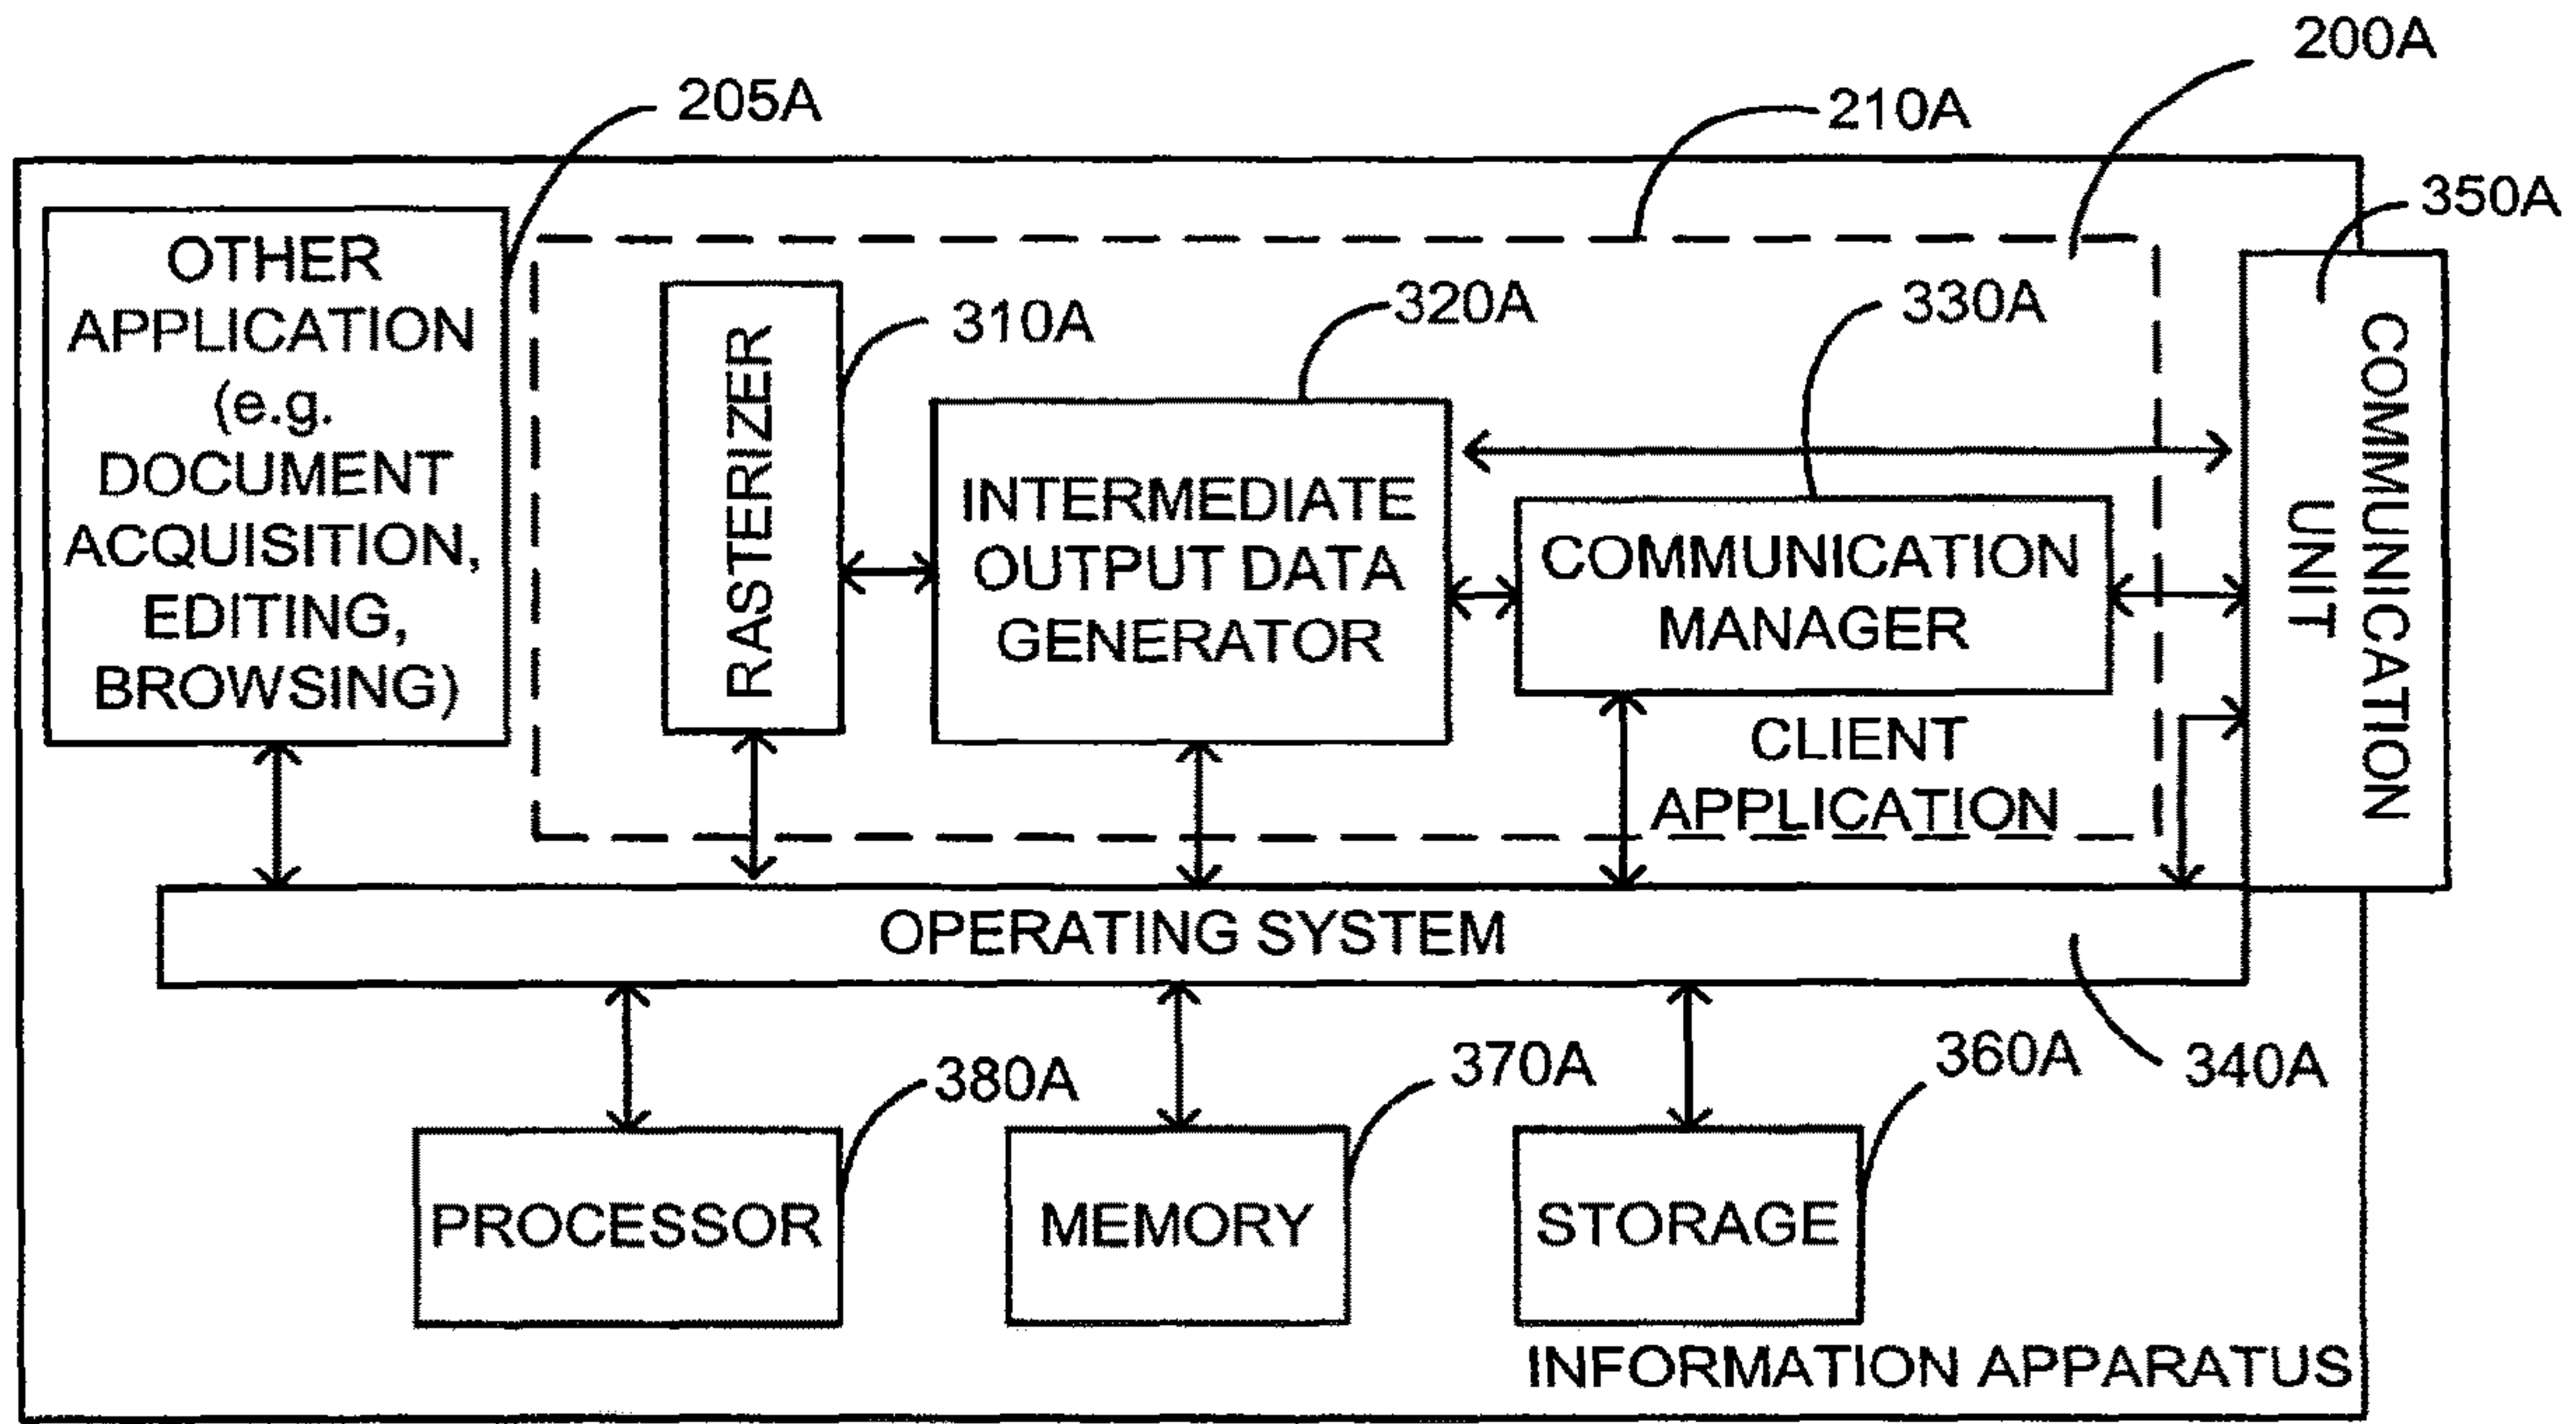 200A
205A
210A
350A
OTHER
APPLICATION
(e.g.
DOCUMENT
ACQUISITION,
EDITING,
BROWSING)
RASTERIZER
310A
320A
330A
INTERMEDIATE
OUTPUT DATA
GENERATOR
COMMUNICATION
MANAGER
CLIENT
APPLICATION
COMMUNICATION
UNIT
OPERATING SYSTEM
380A
370A
360A
340A
PROCESSOR
MEMORY
STORAGE
INFORMATION APPARATUS